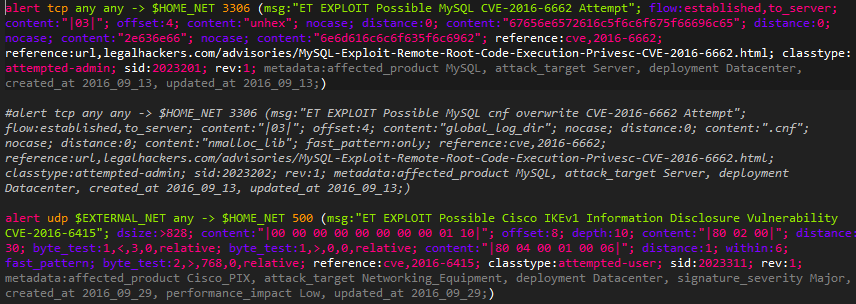 alert tcp any any -> $HOME_NET 3306 (msg:"ET EXPLOIT Possible MySQL CVE-2016-6662 Attempt"; flow:established,to_server;
content:"|03|"; offset:4; content:"unhex"; nocase; distance:0; content:"67656e6572616c5f6c6f675f66696c65"; distance:0;
nocase; content:"2e636e66"; nocase; content:"6e6d616c6c6f635f6c6962"; reference:cve,2016-6662;
reference:url,legalhackers.com/advisories/MySQL-Exploit-Remote-Root-Code-Execution-Privesc-CVE-2016-6662.html; classtype:
attempted-admin; sid:2023201; rev:1; metadata:affected_product MySQL, attack_target Server, deployment Datacenter,
created_at 2016_09_13, updated_at 2016_09_13;)
#alert tcp any any -> $HOME_NET 3306 (msg:"ET EXPLOIT Possible MySQL cnf overwrite CVE-2016-6662 Attempt";
flow:established,to_server; content:"|03|"; offset:4; content:"global_log_dir"; nocase; distance:0; content:".cnf";
nocase; distance:0; content:"nmalloc_lib"; fast_pattern:only; reference:cve,2016-6662;
reference:url,legalhackers.com/advisories/MySQL-Exploit-Remote-Root-Code-Execution-Privesc-CVE-2016-6662.html;
classtype:attempted-admin; sid:2023202; rev:1; metadata:affected_product MySQL, attack_target Server, deployment
Datacenter, created_at 2016_09_13, updated_at 2016_09_13;)
alert udp $EXTERNAL_NET any -> $HOME_NET 500 (msg:"ET EXPLOIT Possible Cisco IKEv1 Information Disclosure Vulnerability
CVE-2016-6415"; dsize:>828; content:"|00 00 00 00 00 00 00 00 01 10|"; offset:8; depth:10; content:"|80 02 00|"; distance:
30; byte_test:1,<,3,0,relative; byte_test:1,>,0,0,relative; content:"|80 04 00 01 00 06|"; distance:1; within:6;
fast_pattern; byte_test:2,>,768,0,relative; reference:cve,2016-6415; classtype:attempted-user; sid:2023311; rev:1;
metadata:affected_product Cisco_PIX, attack_target Networking_Equipment, deployment Datacenter, signature_severity Major,
created_at 2016_09_29, performance_impact Low, updated_at 2016_09_29;)